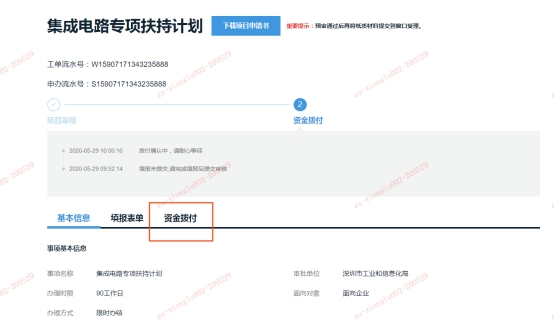 集成电路专项扶持计划 下载项目申请书 重要提示：预审通过后再将纸质材料提交到窗口受理。
工单流水号：W15907171343235888
申办流水号：S15907171343235888
2
项目审核 资金拨付
2020-05-29 10:00:10 拨付确认中，请耐心等待
2020-05-29 09:52:14 填报未提交,请完成填报后提交审核
基本信息 填报表单 资金拨付
事项基本信息
事项名称 集成电路专项扶持计划 审批单位 深圳市工业和信息化局
办理时限 90工作日 面向对象 面向企业
办理方式 限时办结